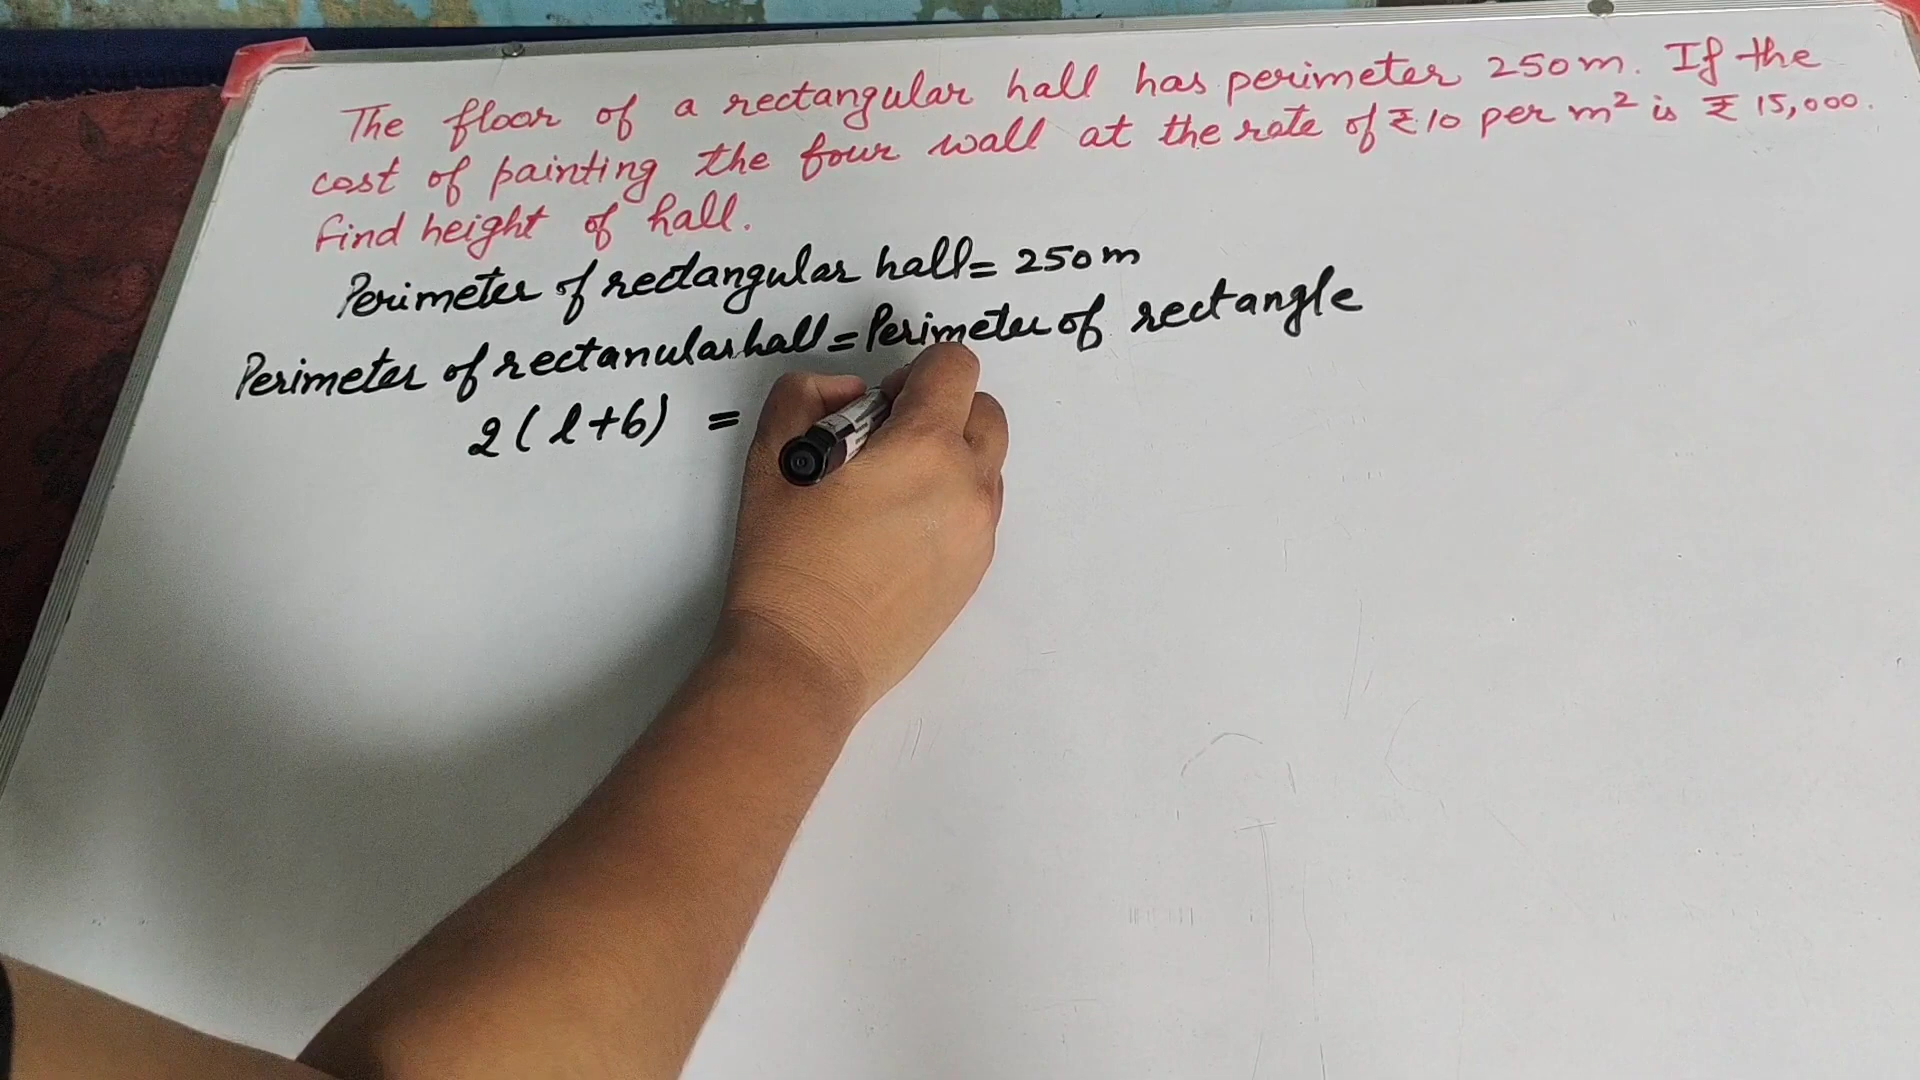 The floor of a rectangular hall has perimeter 250m. If the
cost of painting the four wall at the rate of ₹10 per m² is ₹15,000.
find height of hall.
Perimeter of rectangular hall = 250m
Perimeter of rectanular hall = Perimeter of rectangle
2(l+b) =